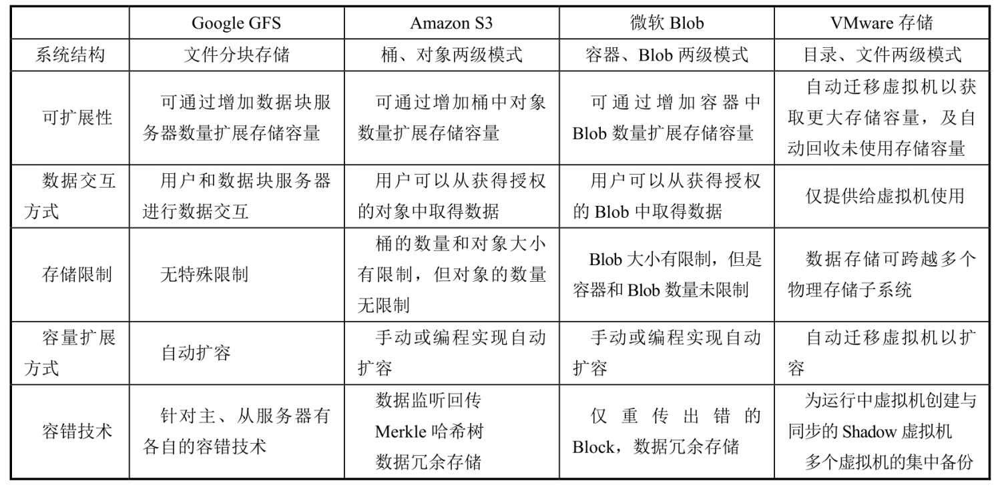 Google GFS Amazon S3 微软 Blob VMware 存储
系统结构 文件分块存储 桶、对象两级模式 容器、Blob 两级模式 目录、文件两级模式
可扩展性
可通过增加数据块服
务器数量扩展存储容量
可通过增加桶中对象
数量扩展存储容量
可通过增加容器中
Blob 数量扩展存储容量
自动迁移虚拟机以获
取更大存储容量，及自
动回收未使用存储容量
数据交互
方式
用户和数据块服务器
进行数据交互
用户可以从获得授权
的对象中取得数据
用户可以从获得授权
的 Blob 中取得数据
仅提供给虚拟机使用
存储限制
无特殊限制
桶的数量和对象大小
有限制，但对象的数量
无限制
Blob 大小有限制，但是
容器和 Blob 数量未限制
数据存储可跨越多个
物理存储子系统
容量扩展
方式
自动扩容
手动或编程实现自动
扩容
手动或编程实现自动
扩容
自动迁移虚拟机以扩
容
容错技术
针对主、从服务器有
各自的容错技术
数据监听回传
Merkle 哈希树
数据冗余存储
仅重传出错的
Block，数据冗余存储
为运行中虚拟机创建与
同步的 Shadow 虚拟机
多个虚拟机的集中备份